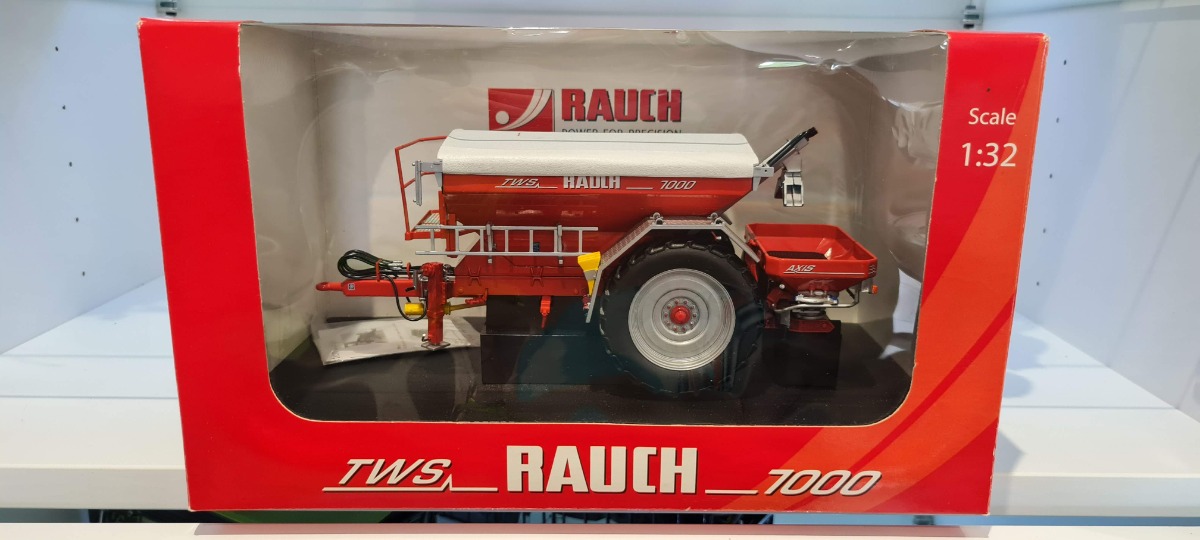 RAUCH
POWER FOR PRECISION
Scale
1:32
TWS RAUCH 7000
AXIS
TWS RAUCH 7000